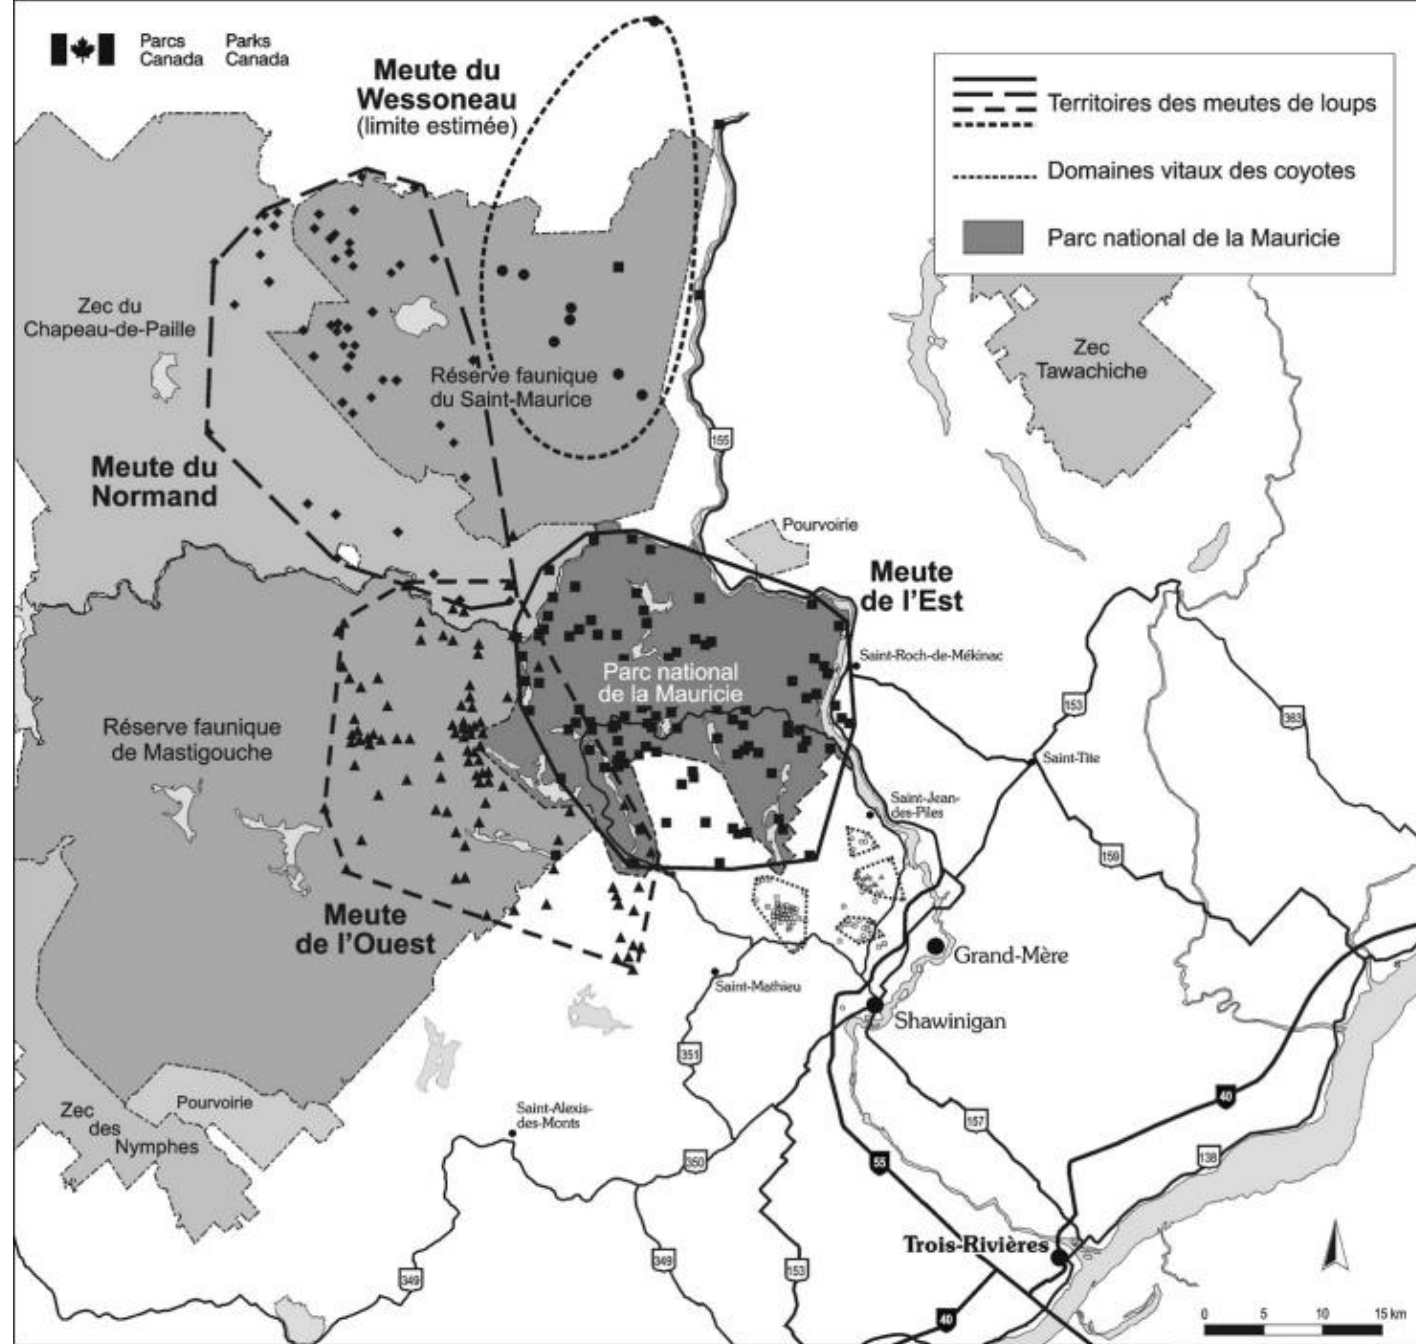 Parcs
Canada
Parks
Canada
Meute du
Wessoneau
(limite estimée)
Territoires des meutes de loups
Domaines vitaux des coyotes
Parc national de la Mauricie
Zec du
Chapeau-de-Paille
Réserve faunique
du Saint-Maurice
Zec
Tawachiche
155
Meute du
Normand
Pourvoirie
Meute
de l'Est
Saint-Roch-de-Mékinac
Parc national
de la Mauricie
153
363
Réserve faunique
de Mastigouche
Saint-Tite
Saint-Jean-
des-Piles
159
Meute
de l'Ouest
Grand-Mère
Saint-Mathieu
Shawinigan
351
40
Zec
des
Nymphes
Pourvoirie
Saint-Alexis-
des-Monts
157
350
55
138
Trois-Rivières
349
349
153
40
0 5 10 15 km